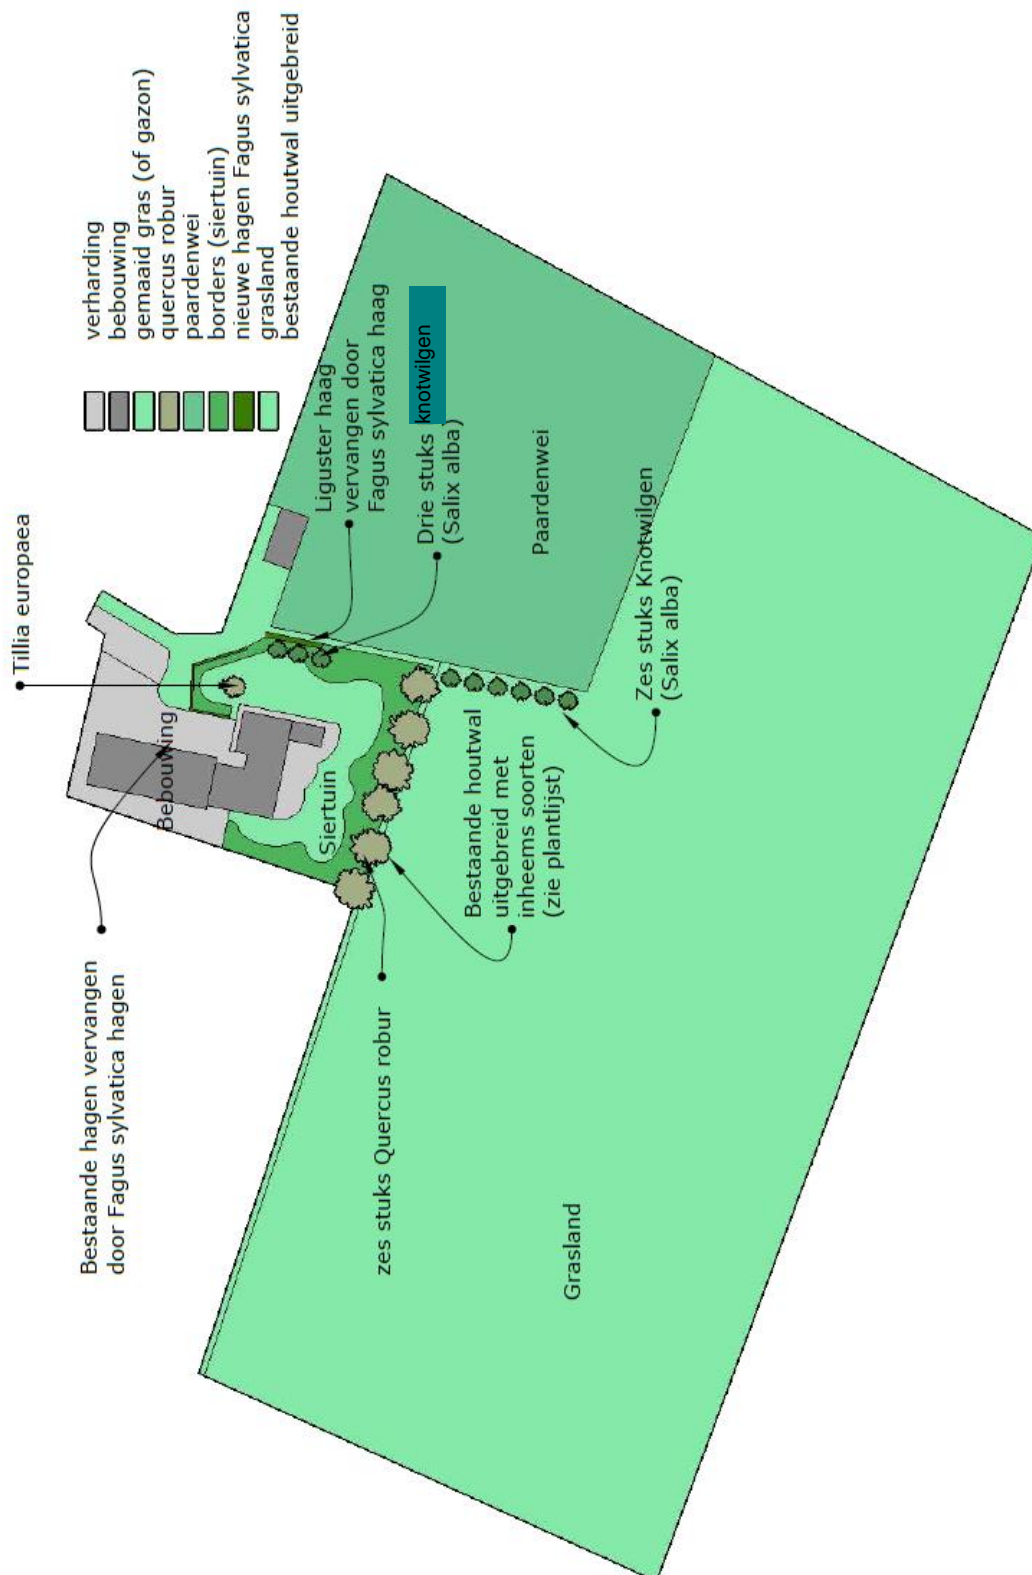 Tillia europaea
verharding
bebouwing
gemaaid gras (of gazon)
quercus robur
paardenwei
borders (siertuin)
nieuwe hagen Fagus sylvatica
grasland
bestaande houtwal uitgebreid
Liguster haag
vervangen door
Fagus sylvatica haag
Drie stuks knotwilgen
(Salix alba)
Paardenwei
Zes stuks Knotwilgen
(Salix alba)
Bebouwing
Siertuin
Bestaande houtwal
uitgebreid met
inheems soorten
(zie plantlijst)
Bestaande hagen vervangen
door Fagus sylvatica hagen
zes stuks Quercus robur
Grasland